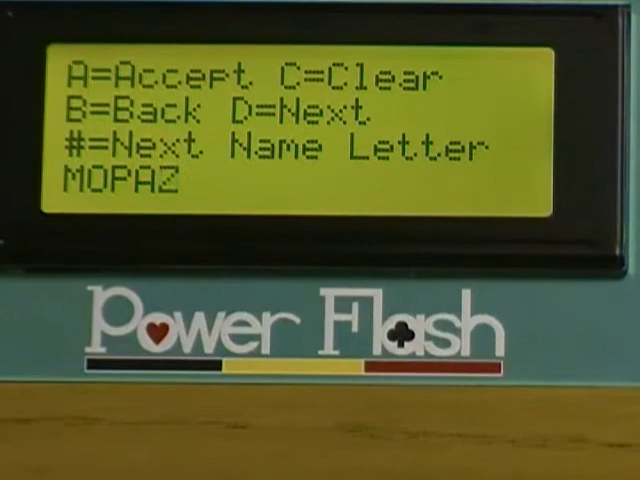 A=Accept C=Clear
B=Back D=Next
#=Next Name Letter
MOPAZ
Power Flash